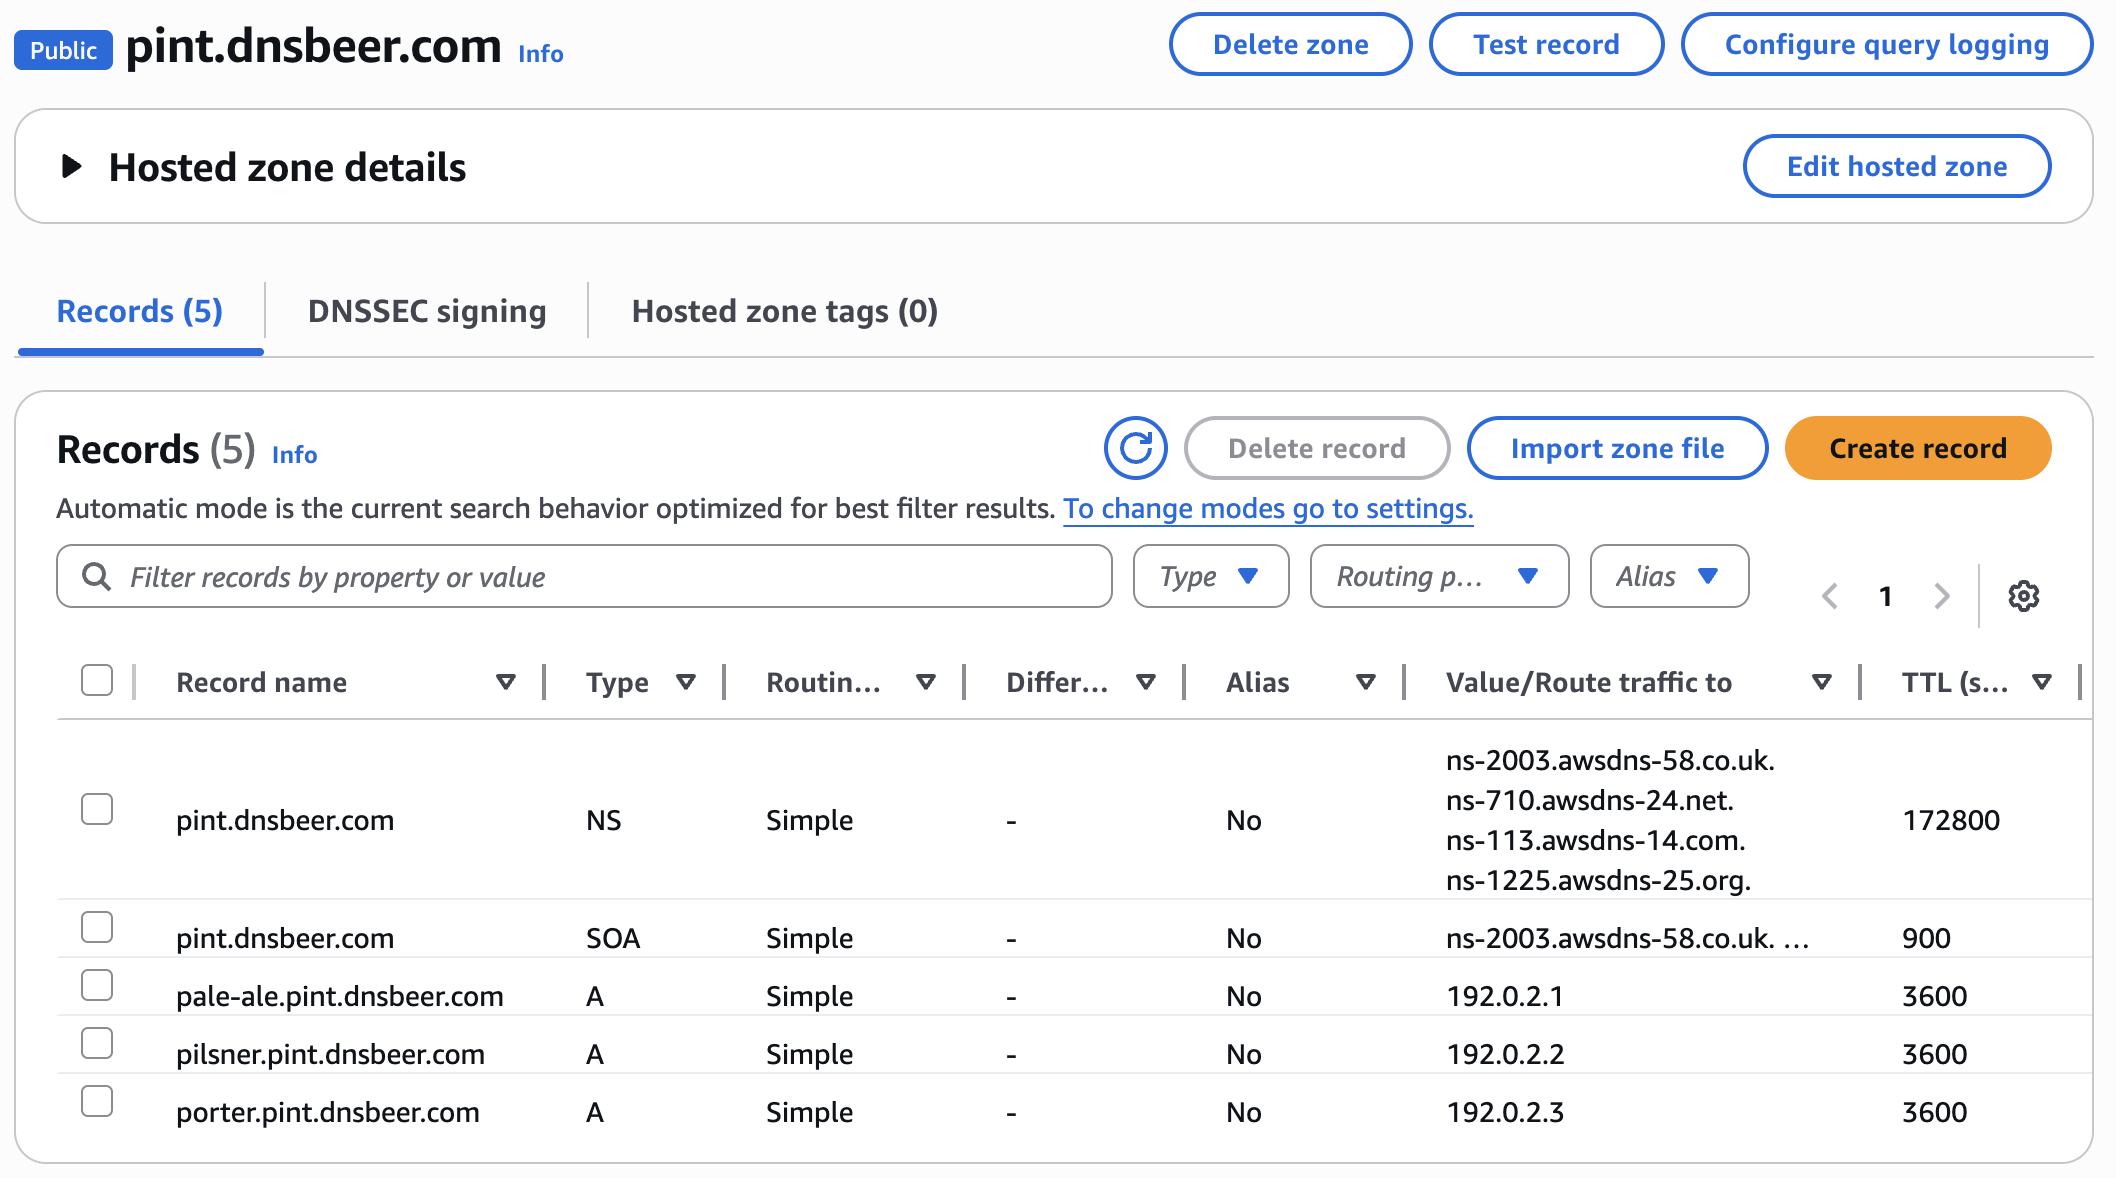 Public pint.dnsbeer.com Info Delete zone Test record Configure query logging
Hosted zone details Edit hosted zone
Records (5) DNSSEC signing Hosted zone tags (0)
Records (5) Info Delete record Import zone file Create record
Automatic mode is the current search behavior optimized for best filter results. To change modes go to settings.
Filter records by property or value Type Routing p... Alias 1
Record name Type Routin... Differ... Alias Value/Route traffic to TTL (s...
pint.dnsbeer.com NS Simple - No ns-2003.awsdns-58.co.uk. 172800
ns-710.awsdns-24.net.
ns-113.awsdns-14.com.
ns-1225.awsdns-25.org.
pint.dnsbeer.com SOA Simple - No ns-2003.awsdns-58.co.uk. ... 900
pale-ale.pint.dnsbeer.com A Simple - No 192.0.2.1 3600
pilsner.pint.dnsbeer.com A Simple - No 192.0.2.2 3600
porter.pint.dnsbeer.com A Simple - No 192.0.2.3 3600